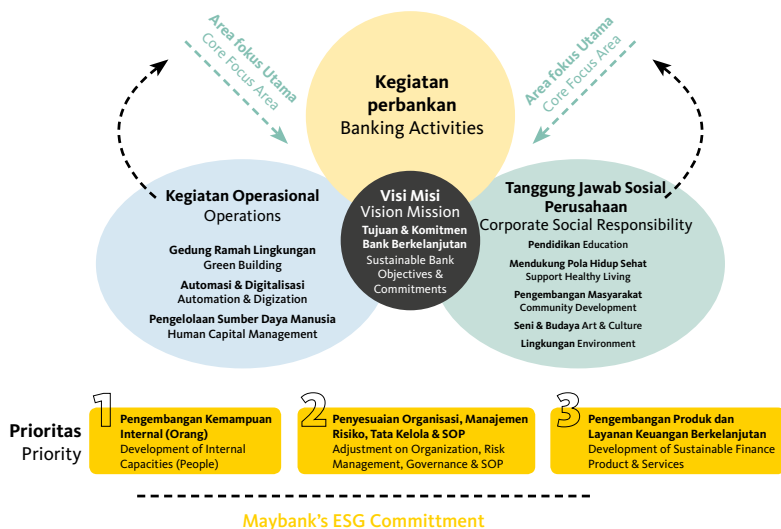 Area fokus Utama
Core Focus Area
Area fokus Utama
Core Focus Area
Kegiatan
perbankan
Banking Activities
Kegiatan Operasional
Operations
Gedung Ramah Lingkungan
Green Building
Automasi & Digitalisasi
Automation & Digization
Pengelolaan Sumber Daya Manusia
Human Capital Management
Visi Misi
Vision Mission
Tujuan & Komitmen
Bank Berkelanjutan
Sustainable Bank
Objectives &
Commitments
Tanggung Jawab Sosial
Perusahaan
Corporate Social Responsibility
Pendidikan Education
Mendukung Pola Hidup Sehat
Support Healthy Living
Pengembangan Masyarakat
Community Development
Seni & Budaya Art & Culture
Lingkungan Environment
Prioritas
Priority
1
Pengembangan Kemampuan
Internal (Orang)
Development of Internal
Capacities (People)
2
Penyesuaian Organisasi, Manajemen
Risiko, Tata Kelola & SOP
Adjustment on Organization, Risk
Management, Governance & SOP
3
Pengembangan Produk dan
Layanan Keuangan Berkelanjutan
Development of Sustainable Finance
Product & Services
Maybank's ESG Committment